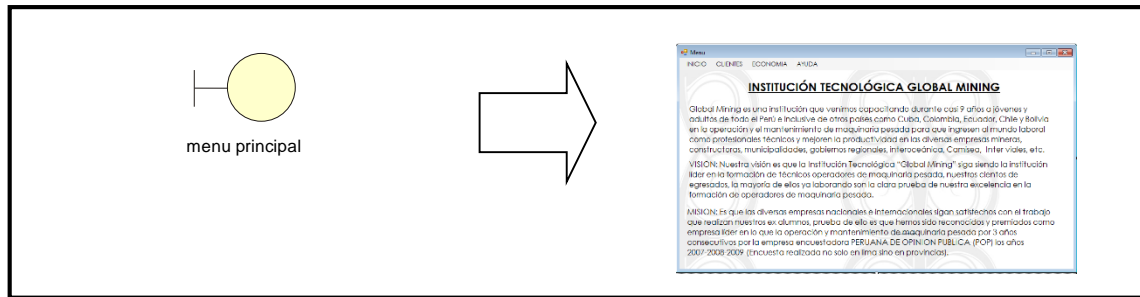 menu principal
Menu
INICIO CLIENTES ECONOMIA AYUDA
INSTITUCIÓN TECNOLÓGICA GLOBAL MINING
Global Mining es una institución que venimos capacitando durante casi 9 años a jóvenes y
adultos de todo el Perú e inclusive de otros países como Cuba, Colombia, Ecuador, Chile y Bolivia
en la operación y el mantenimiento de maquinaria pesada para que ingresen al mundo laboral
como profesionales técnicos y mejoren la productividad en las diversas empresas mineras,
constructoras, municipalidades, gobiernos regionales, interoceánica, Camisea, Inter viales, etc.
VISION: Nuestra visión es que la Institución Tecnológica "Global Mining" siga siendo la institución
líder en la formación de técnicos operadores de maquinaria pesada, nuestros cientos de
egresados, la mayoría de ellos ya laborando son la clara prueba de nuestra excelencia en la
formación de operadores de maquinaria pesada.
MISION: Es que las diversas empresas nacionales e internacionales sigan satisfechos con el trabajo
que realizan nuestros ex alumnos, prueba de ello es que hemos sido reconocidos y premiados como
empresa líder en lo que la operación y mantenimiento de maquinaria pesada por 3 años
consecutivos por la empresa encuestadora PERUANA DE OPINION PUBLICA (POP) los años
2007-2008-2009 (Encuesta realizada no solo en lima sino en provincias).